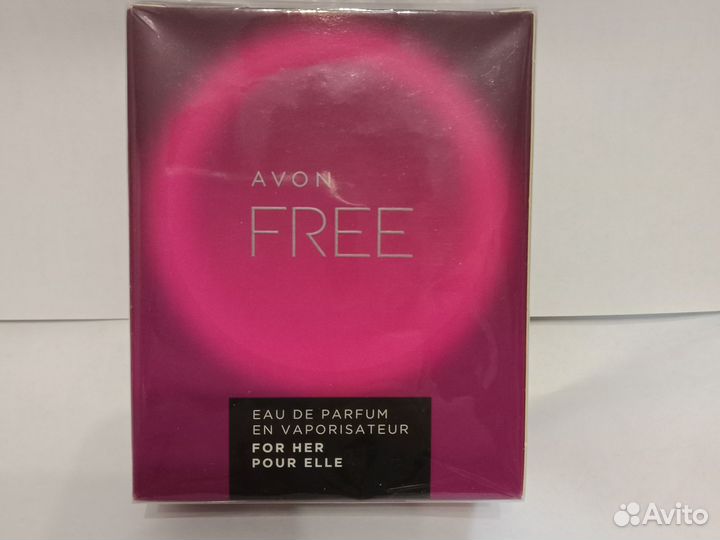 AVON
FREE
EAU DE PARFUM
EN VAPORISATEUR
FOR HER
POUR ELLE
Avito